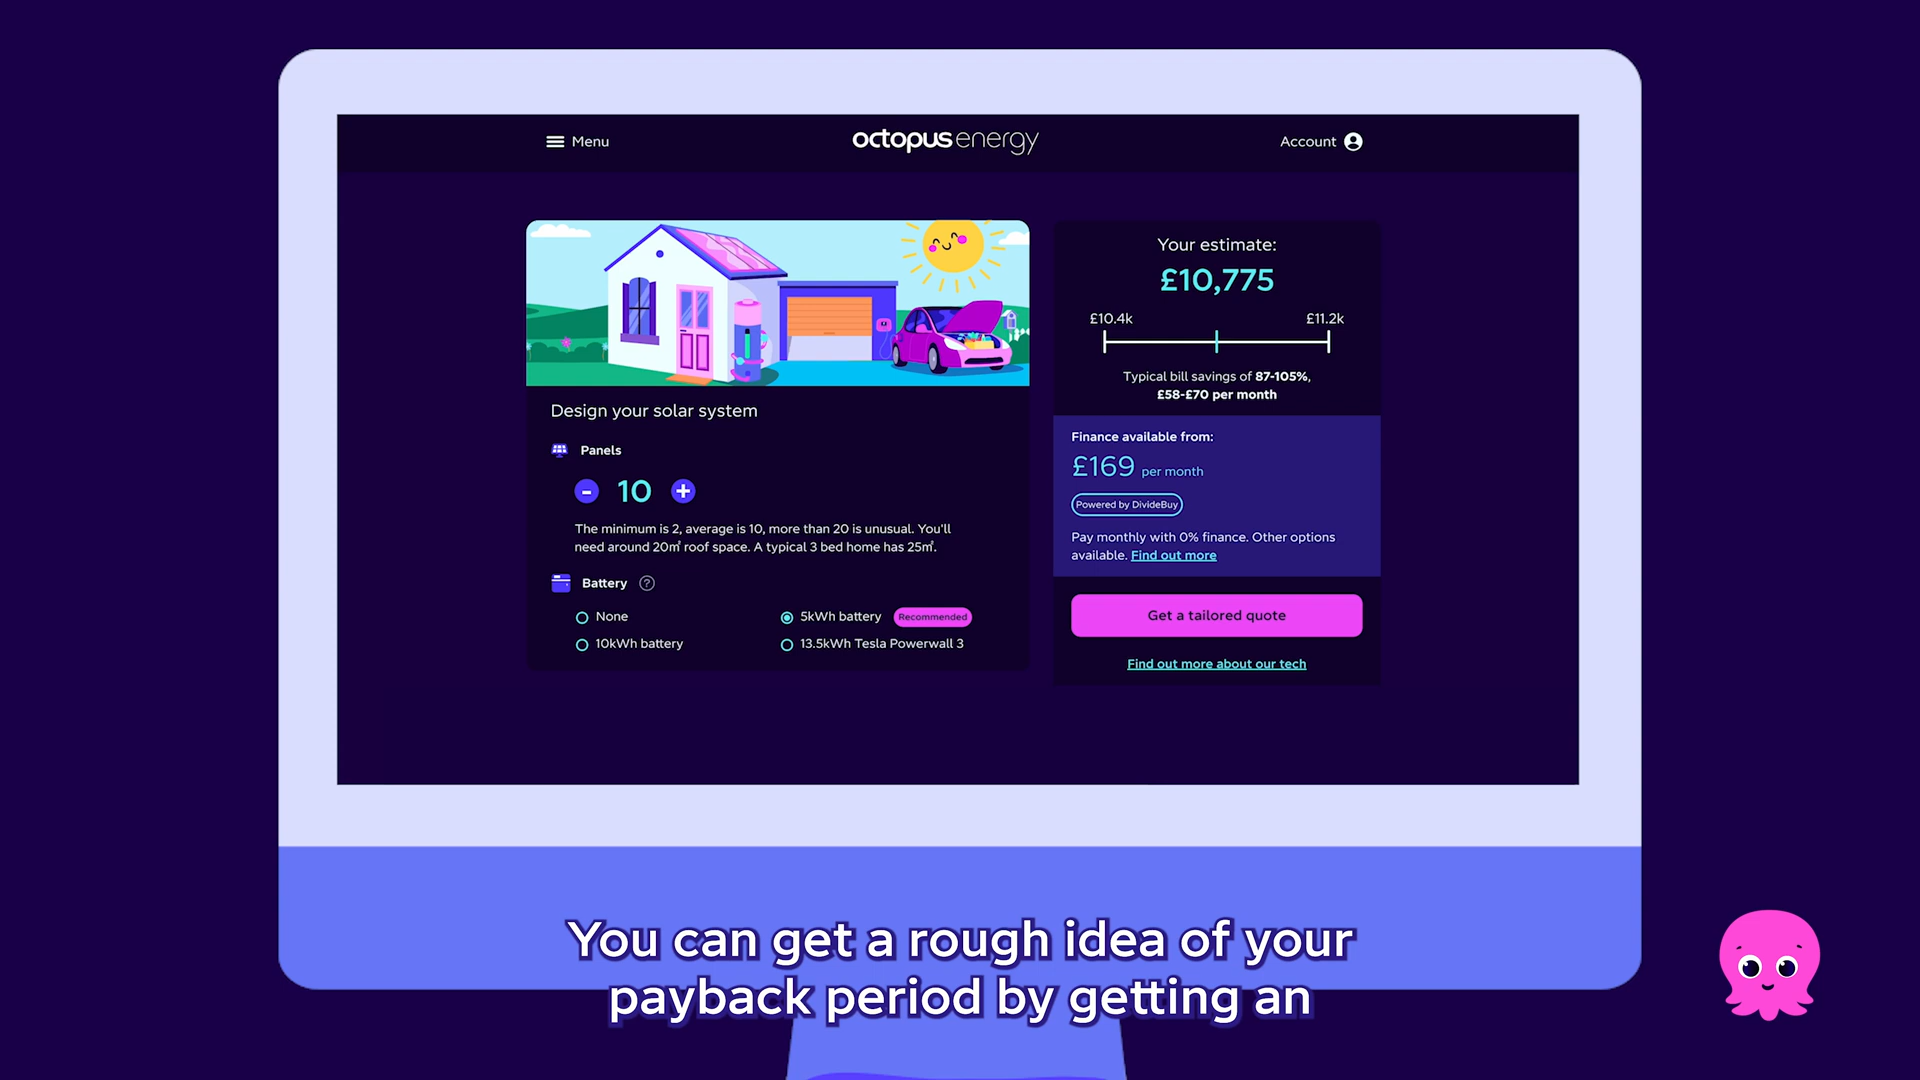 Menu
octopusenergy
Account
Your estimate:
£10,775
£10.4k
£11.2k
Typical bill savings of 87-105%,
£58-£70 per month
Design your solar system
Panels
- 10 +
The minimum is 2, average is 10, more than 20 is unusual. You'll
need around 20㎡ roof space. A typical 3 bed home has 25㎡.
Battery ?
None
5kWh battery Recommended
10kWh battery
13.5kWh Tesla Powerwall 3
Finance available from:
£169 per month
Powered by DivideBuy
Pay monthly with 0% finance. Other options
available. Find out more
Get a tailored quote
Find out more about our tech
You can get a rough idea of your
payback period by getting an